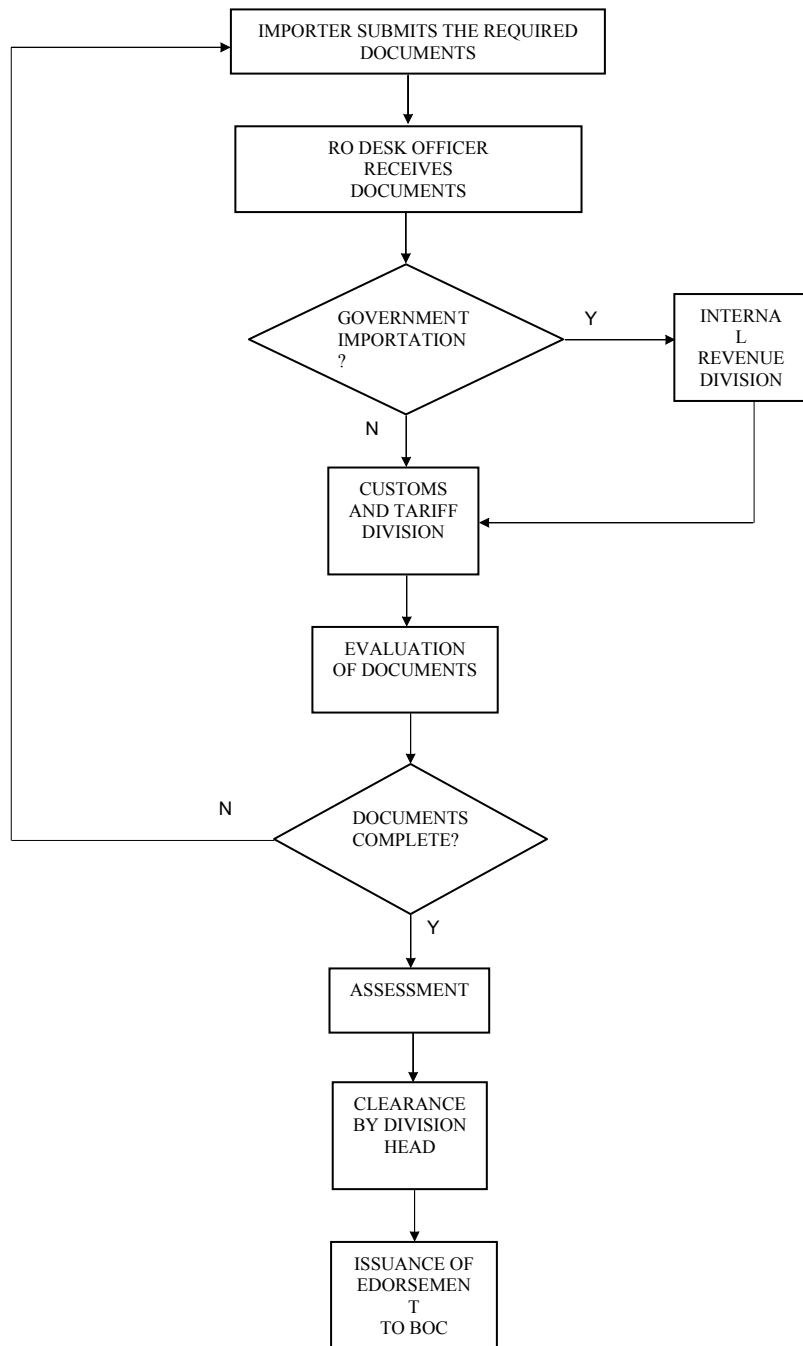 IMPORTER SUBMITS THE REQUIRED
DOCUMENTS
RO DESK OFFICER
RECEIVES
DOCUMENTS
GOVERNMENT
IMPORTATION
?
Y
INTERNA
L
REVENUE
DIVISION
N
CUSTOMS
AND TARIFF
DIVISION
EVALUATION
OF DOCUMENTS
N
DOCUMENTS
COMPLETE?
Y
ASSESSMENT
CLEARANCE
BY DIVISION
HEAD
ISSUANCE OF
EDORSEMEN
T
TO BOC